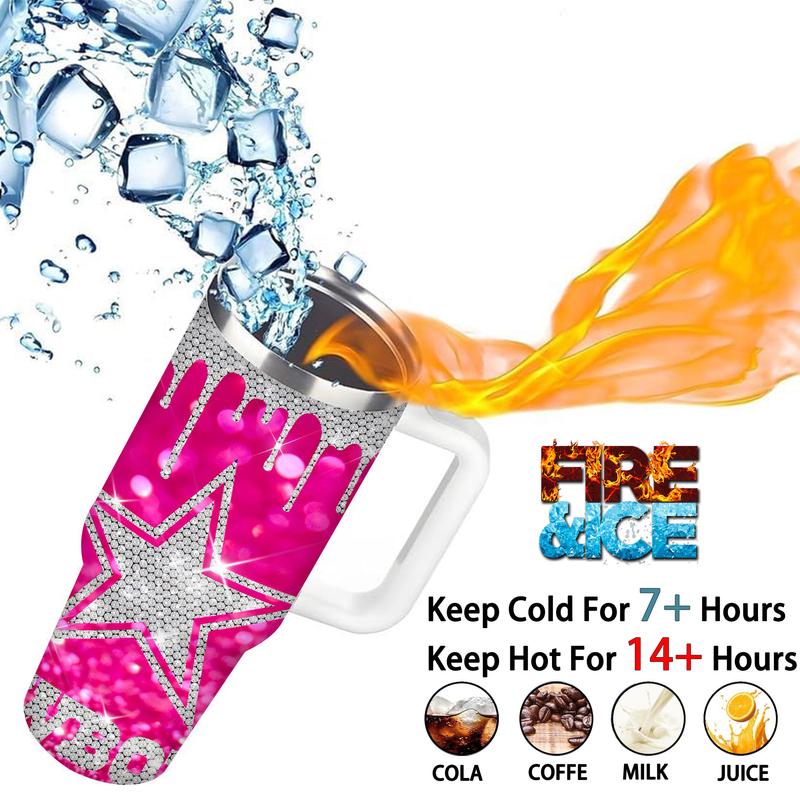 FIRE
&ICE
Keep Cold For 7+ Hours
Keep Hot For 14+ Hours
COLA COFFE MILK JUICE